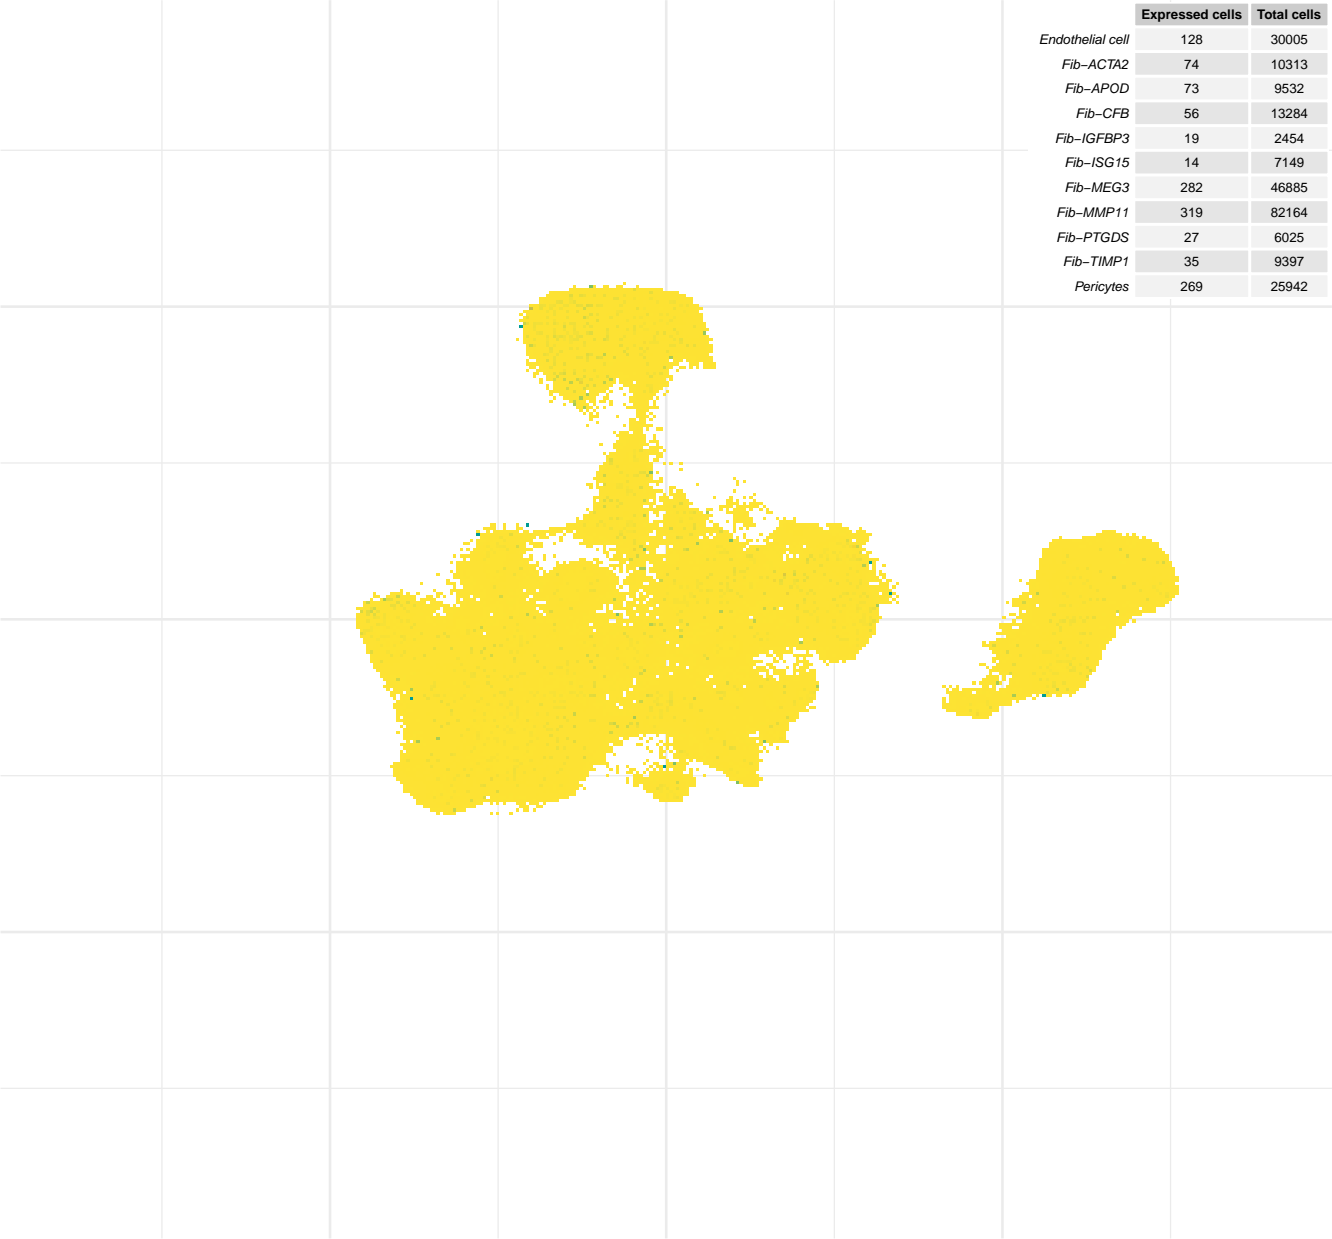 Expressed cells Total cells
Endothelial cell 128 30005
Fib−ACTA2 74 10313
Fib−APOD 73 9532
Fib−CFB 56 13284
Fib−IGFBP3 19 2454
Fib−ISG15 14 7149
Fib−MEG3 282 46885
Fib−MMP11 319 82164
Fib−PTGDS 27 6025
Fib−TIMP1 35 9397
Pericytes 269 25942